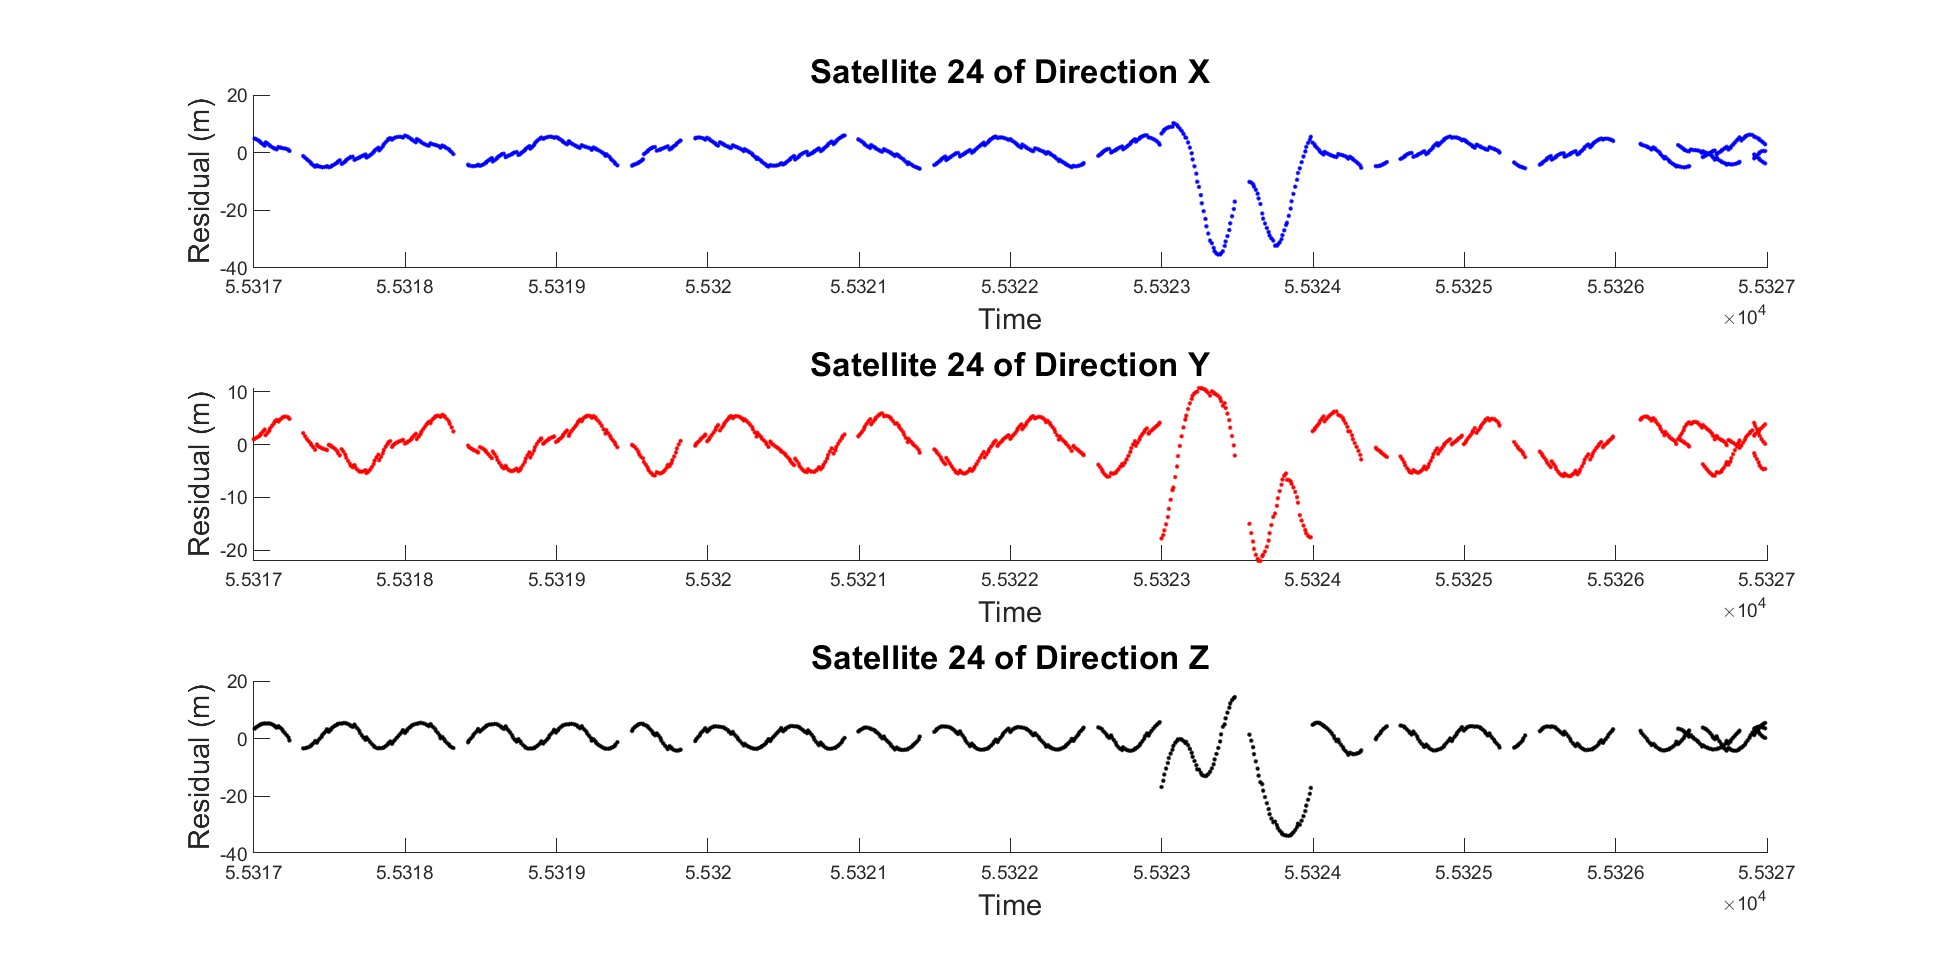 Satellite 24 of Direction X
Residual (m)
20
0
-20
-40
5.5317 5.5318 5.5319 5.532 5.5321 5.5322 5.5323 5.5324 5.5325 5.5326 5.5327
Time
×10^4
Satellite 24 of Direction Y
Residual (m)
10
0
-10
-20
5.5317 5.5318 5.5319 5.532 5.5321 5.5322 5.5323 5.5324 5.5325 5.5326 5.5327
Time
×10^4
Satellite 24 of Direction Z
Residual (m)
20
0
-20
-40
5.5317 5.5318 5.5319 5.532 5.5321 5.5322 5.5323 5.5324 5.5325 5.5326 5.5327
Time
×10^4